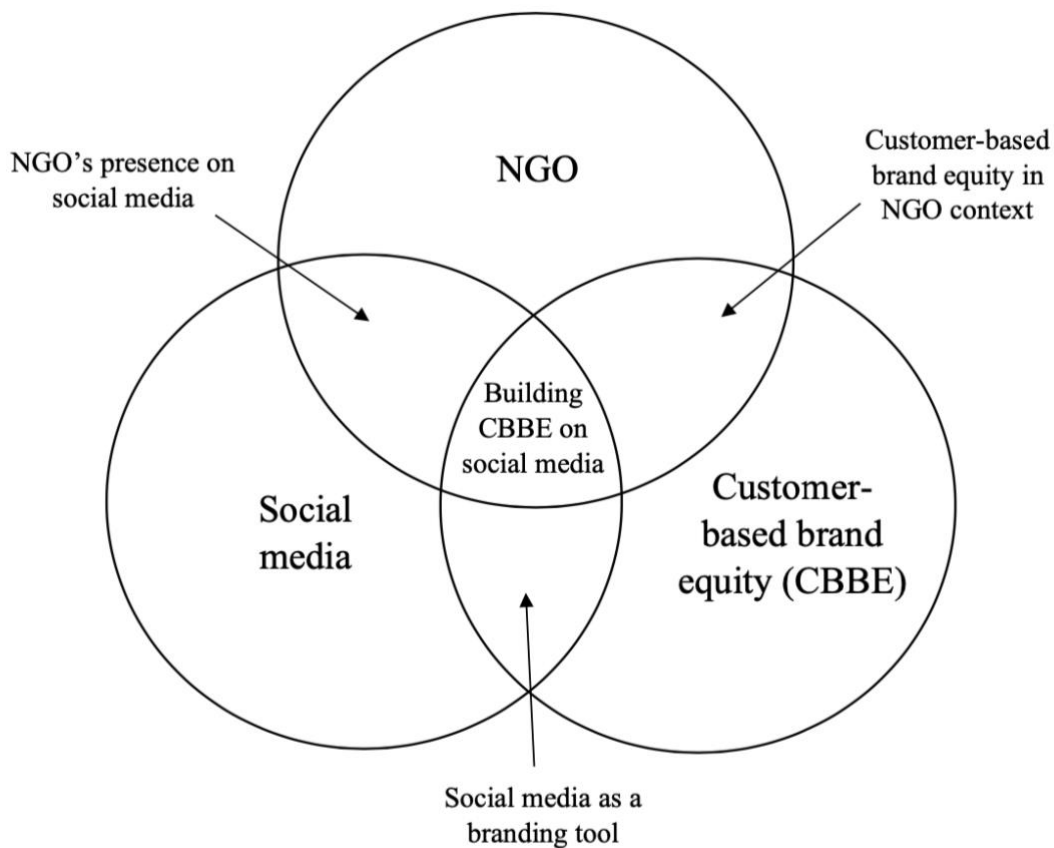 NGO
NGO’s presence on
social media
Customer-based
brand equity in
NGO context
Building
CBBE on
social media
Social
media
Customer-
based brand
equity (CBBE)
Social media as a
branding tool